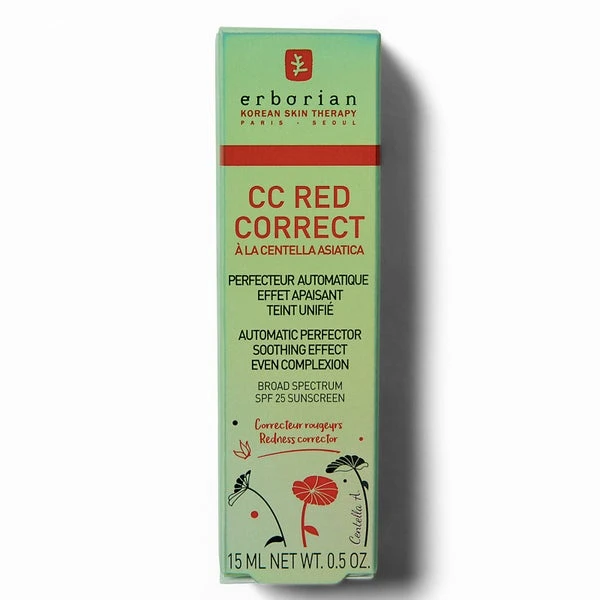 erborian
KOREAN SKIN THERAPY
PARIS - SEOUL
CC RED
CORRECT
À LA CENTELLA ASIATICA
PERFECTEUR AUTOMATIQUE
EFFET APAISANT
TEINT UNIFIÉ
AUTOMATIC PERFECTOR
SOOTHING EFFECT
EVEN COMPLEXION
BROAD SPECTRUM
SPF 25 SUNSCREEN
Correcteur rougeurs
Redness corrector
Centella A.
15 ML NET WT. 0.5 OZ.